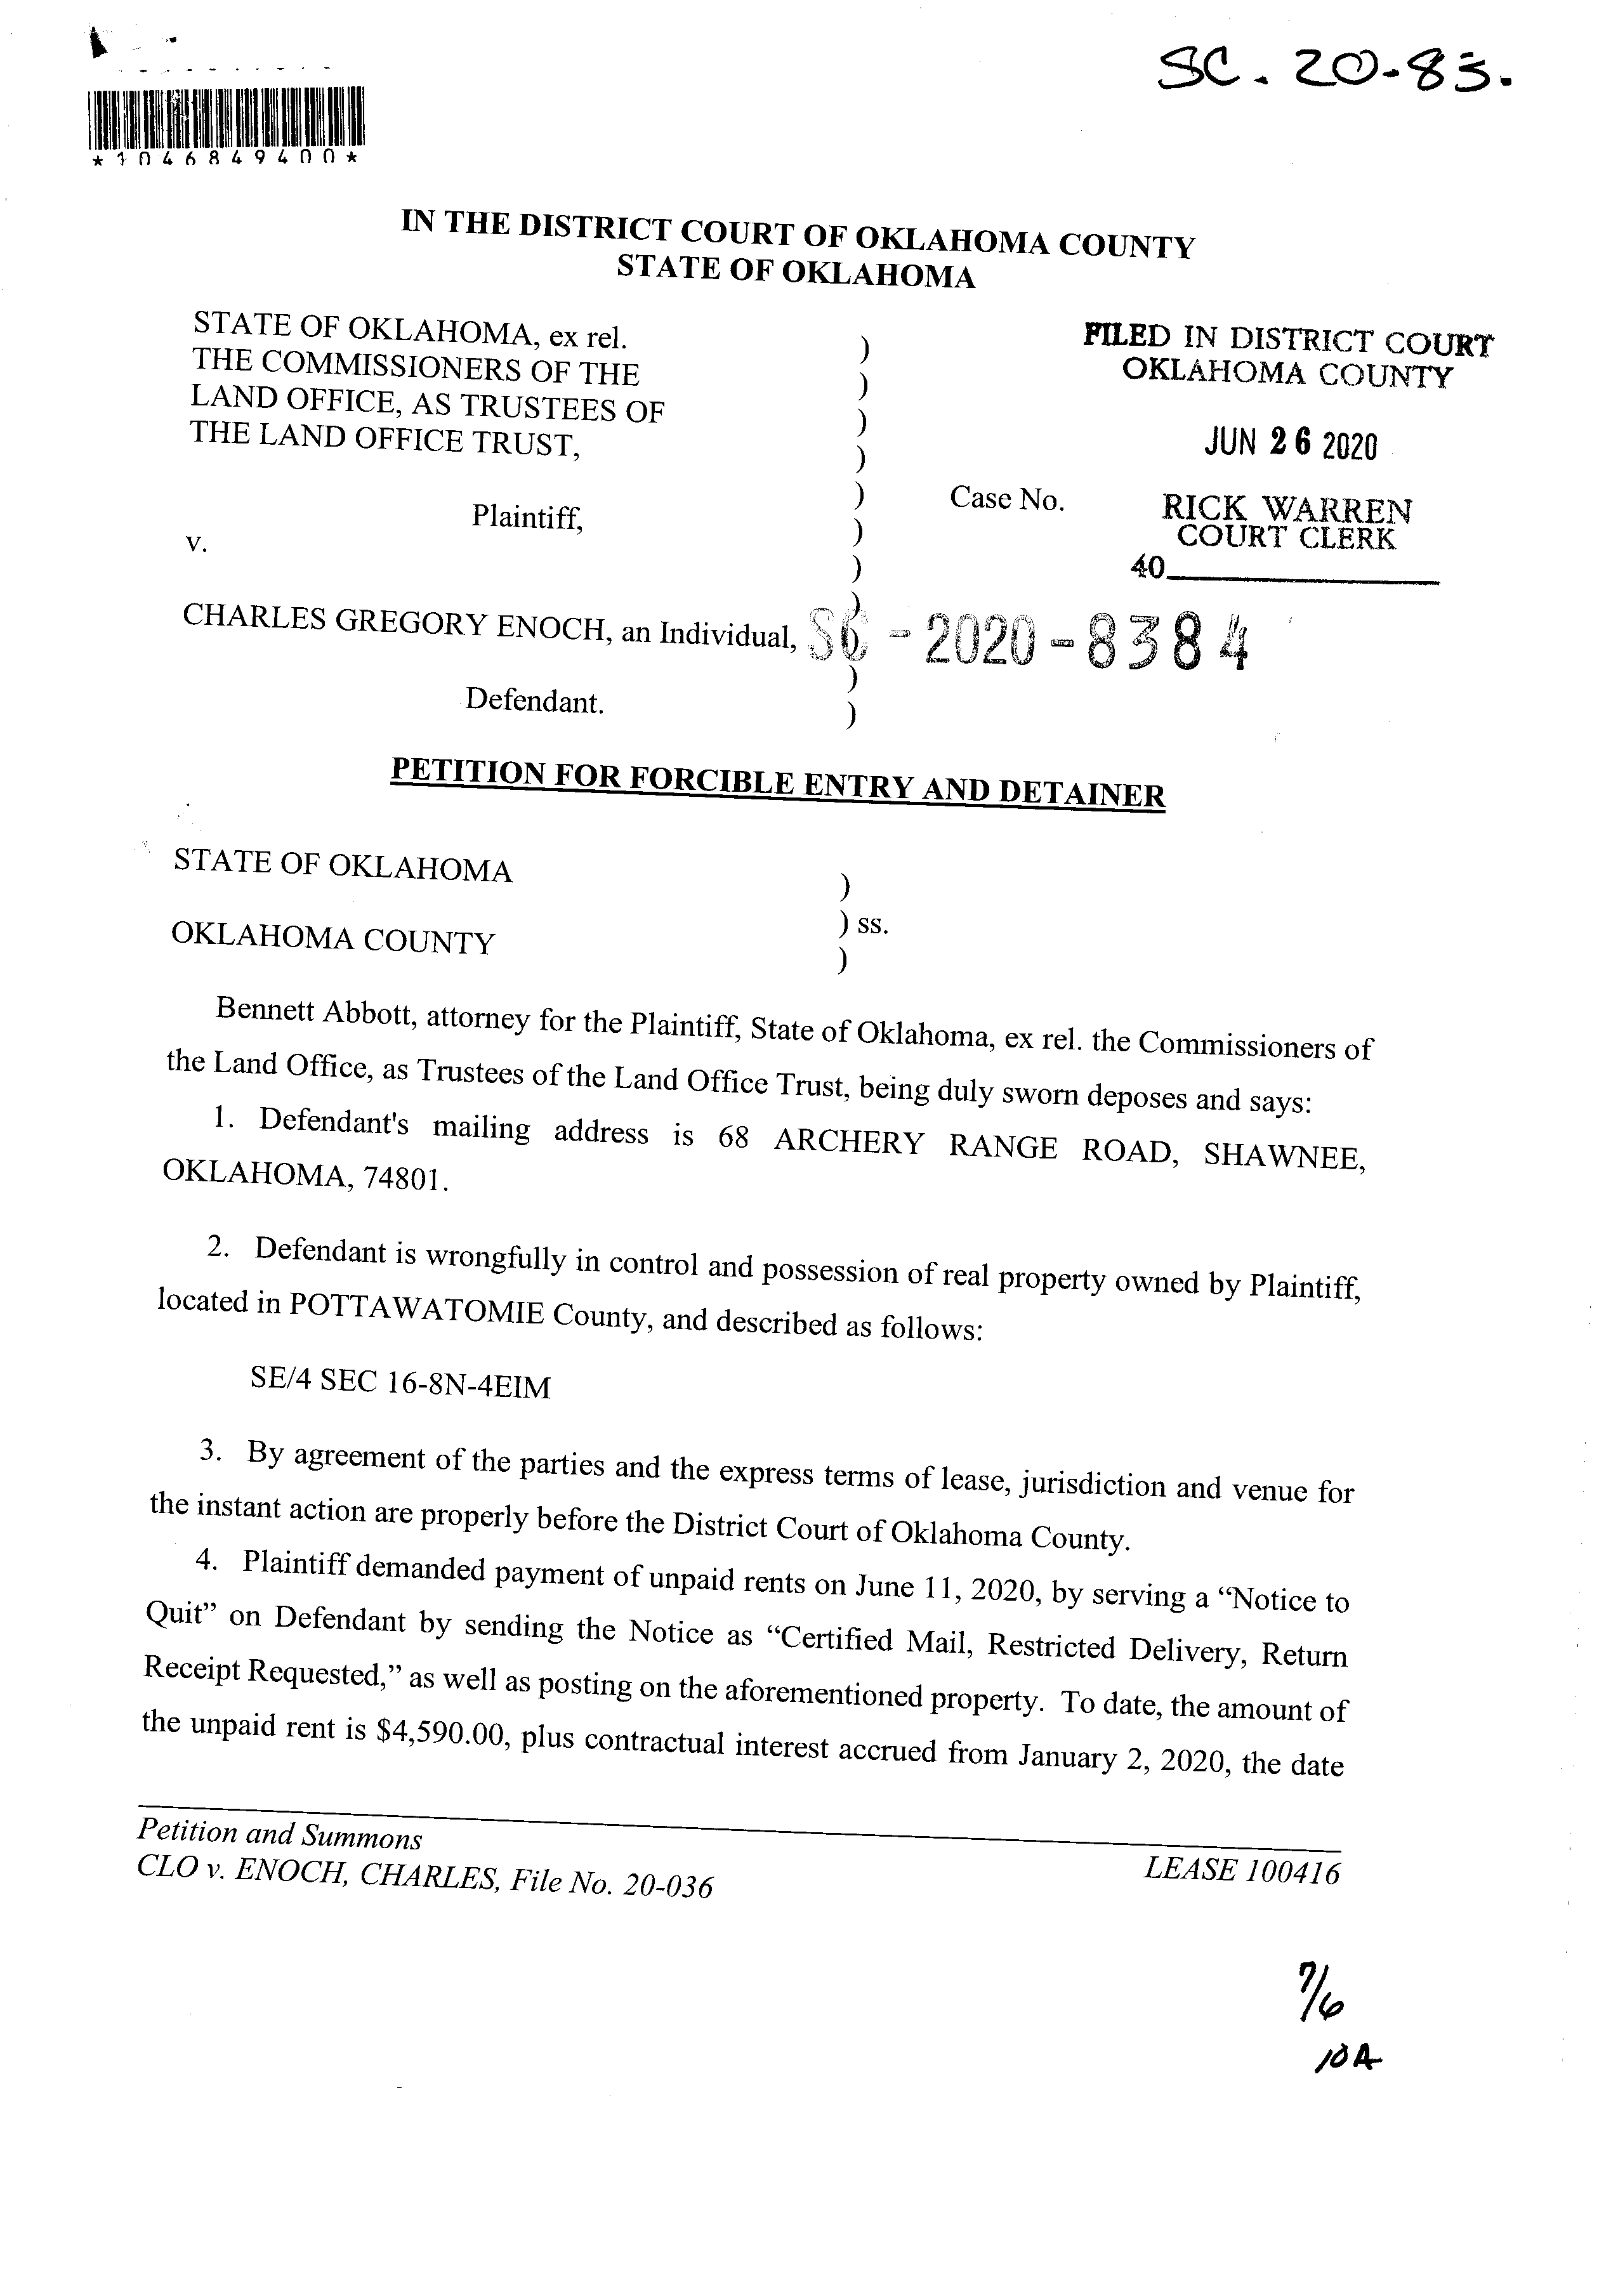 SC. 20-83.
*1046849400*
IN THE DISTRICT COURT OF OKLAHOMA COUNTY
STATE OF OKLAHOMA
STATE OF OKLAHOMA, ex rel.
THE COMMISSIONERS OF THE
LAND OFFICE, AS TRUSTEES OF
THE LAND OFFICE TRUST,
Plaintiff,
v.
CHARLES GREGORY ENOCH, an Individual,
Defendant.
)
)
)
)
)
)
)
)
)
)
FILED IN DISTRICT COURT
OKLAHOMA COUNTY
JUN 26 2020
Case No.
RICK WARREN
COURT CLERK
40
SC - 2020 - 8384
PETITION FOR FORCIBLE ENTRY AND DETAINER
STATE OF OKLAHOMA )
) ss.
OKLAHOMA COUNTY )
Bennett Abbott, attorney for the Plaintiff, State of Oklahoma, ex rel. the Commissioners of
the Land Office, as Trustees of the Land Office Trust, being duly sworn deposes and says:
1. Defendant's mailing address is 68 ARCHERY RANGE ROAD, SHAWNEE,
OKLAHOMA, 74801.
2. Defendant is wrongfully in control and possession of real property owned by Plaintiff,
located in POTTAWATOMIE County, and described as follows:
SE/4 SEC 16-8N-4EIM
3. By agreement of the parties and the express terms of lease, jurisdiction and venue for
the instant action are properly before the District Court of Oklahoma County.
4. Plaintiff demanded payment of unpaid rents on June 11, 2020, by serving a “Notice to
Quit” on Defendant by sending the Notice as “Certified Mail, Restricted Delivery, Return
Receipt Requested,” as well as posting on the aforementioned property. To date, the amount of
the unpaid rent is $4,590.00, plus contractual interest accrued from January 2, 2020, the date
Petition and Summons
CLO v. ENOCH, CHARLES, File No. 20-036
LEASE 100416
7/6
10A